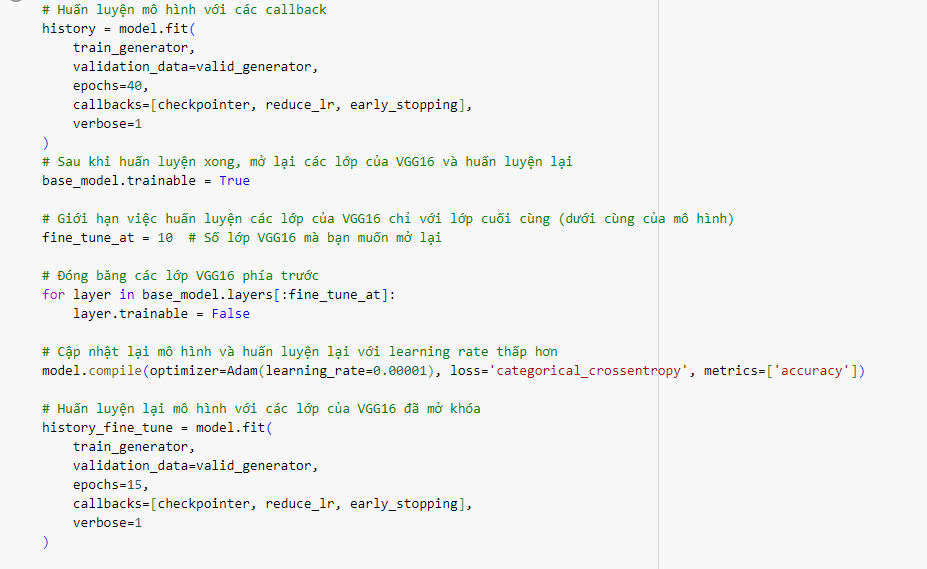 # Huấn luyện mô hình với các callback
history = model.fit(
    train_generator,
    validation_data=valid_generator,
    epochs=40,
    callbacks=[checkpointer, reduce_lr, early_stopping],
    verbose=1
)
# Sau khi huấn luyện xong, mở lại các lớp của VGG16 và huấn luyện lại
base_model.trainable = True

# Giới hạn việc huấn luyện các lớp của VGG16 chỉ với lớp cuối cùng (dưới cùng của mô hình)
fine_tune_at = 10  # Số lớp VGG16 mà bạn muốn mở lại

# Đóng băng các lớp VGG16 phía trước
for layer in base_model.layers[:fine_tune_at]:
    layer.trainable = False

# Cập nhật lại mô hình và huấn luyện lại với learning rate thấp hơn
model.compile(optimizer=Adam(learning_rate=0.00001), loss='categorical_crossentropy', metrics=['accuracy'])

# Huấn luyện lại mô hình với các lớp của VGG16 đã mở khóa
history_fine_tune = model.fit(
    train_generator,
    validation_data=valid_generator,
    epochs=15,
    callbacks=[checkpointer, reduce_lr, early_stopping],
    verbose=1
)